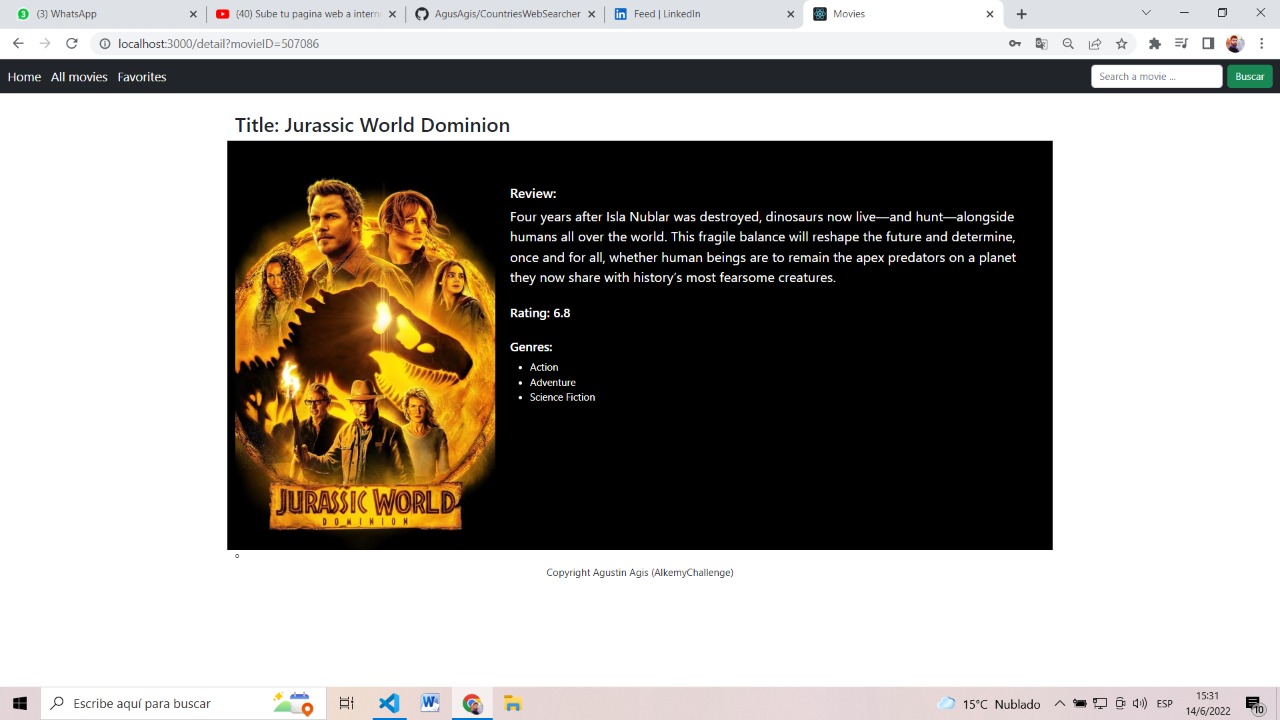 (3) WhatsApp
(40) Sube tu pagina web a intern
AgusAgis/CountriesWebSearcher
Feed | LinkedIn
Movies
localhost:3000/detail?movieID=507086
Home All movies Favorites
Search a movie ...
Buscar
Title: Jurassic World Dominion
Review:
Four years after Isla Nublar was destroyed, dinosaurs now live—and hunt—alongside
humans all over the world. This fragile balance will reshape the future and determine,
once and for all, whether human beings are to remain the apex predators on a planet
they now share with history's most fearsome creatures.
Rating: 6.8
Genres:
• Action
• Adventure
• Science Fiction
JURASSIC WORLD
DOMINION
Copyright Agustin Agis (AlkemyChallenge)
Escribe aquí para buscar
15°C Nublado
ESP
15:31
14/6/2022
10